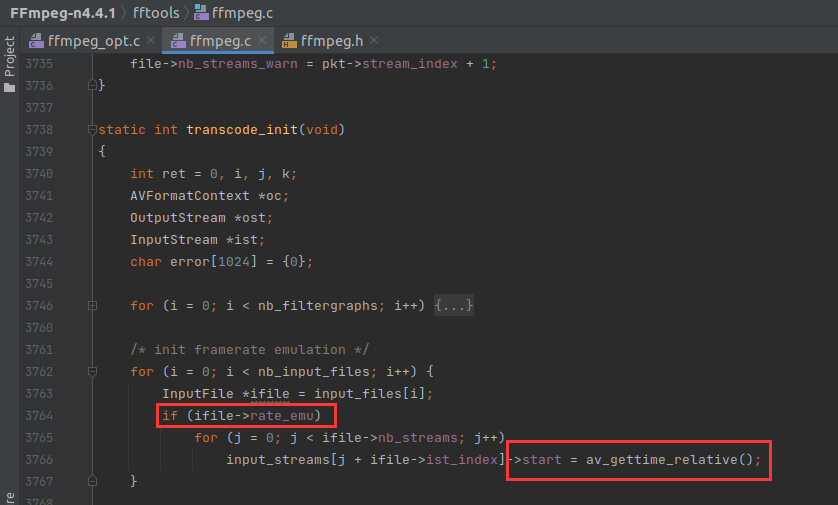 FFmpeg-n4.4.1 fftools ffmpeg.c
ffmpeg_opt.c ffmpeg.c ffmpeg.h
Project
3735 file->nb_streams_warn = pkt->stream_index + 1;
3736 }
3737
3738 static int transcode_init(void)
3739 {
3740 int ret = 0, i, j, k;
3741 AVFormatContext *oc;
3742 OutputStream *ost;
3743 InputStream *ist;
3744 char error[1024] = {0};
3745
3746 for (i = 0; i < nb_filtergraphs; i++) {...}
3760
3761 /* init framerate emulation */
3762 for (i = 0; i < nb_input_files; i++) {
3763 InputFile *ifile = input_files[i];
3764 if (ifile->rate_emu)
3765 for (j = 0; j < ifile->nb_streams; j++)
3766 input_streams[j + ifile->ist_index]->start = av_gettime_relative();
3767 }
3768
re